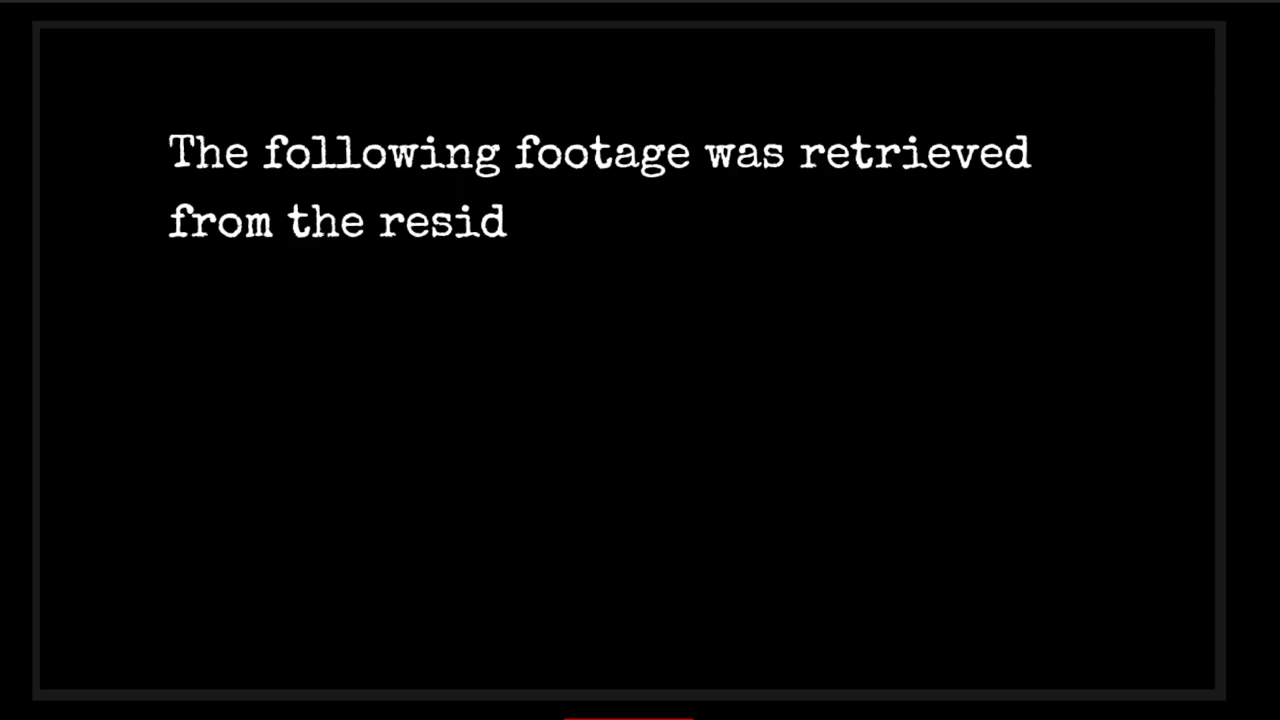 The following footage was retrieved
from the resid